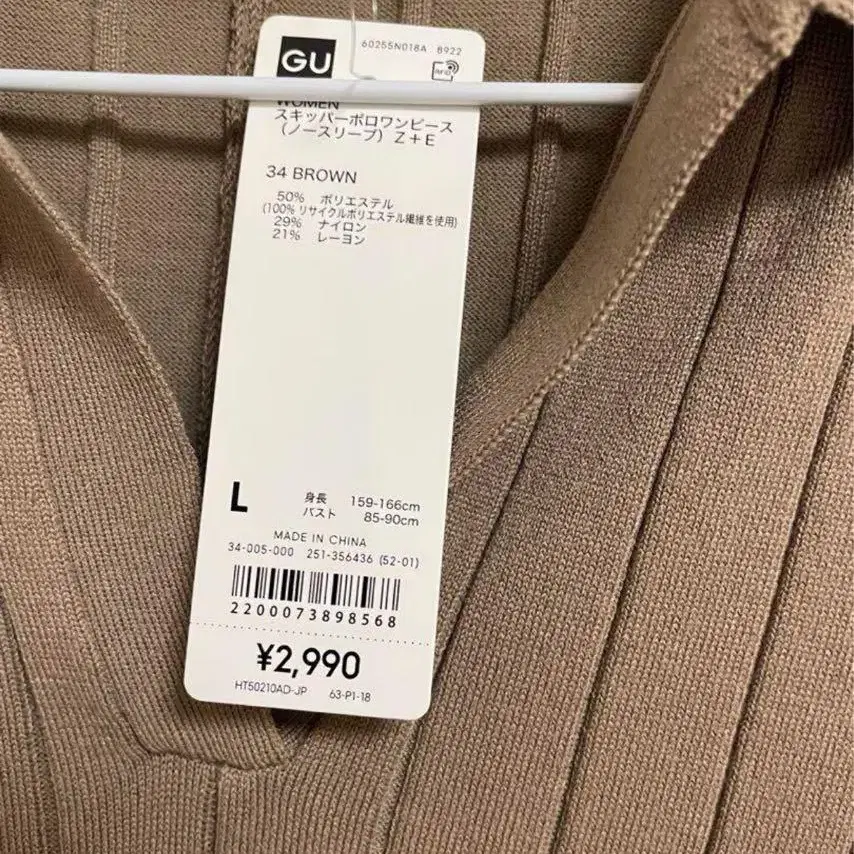 GU
6025SN018A 8922
RFID
WOMEN
スキッパーポロワンピース
(ノースリーブ) Z+E
34 BROWN
50% ポリエステル
(100% リサイクルポリエステル繊維を使用)
29% ナイロン
21% レーヨン
L 身長 159-166cm
バスト 85-90cm
MADE IN CHINA
34-005-000 251-356436 (52-01)
2200073898568
¥2,990
HT50210AD-JP 63-P1-18